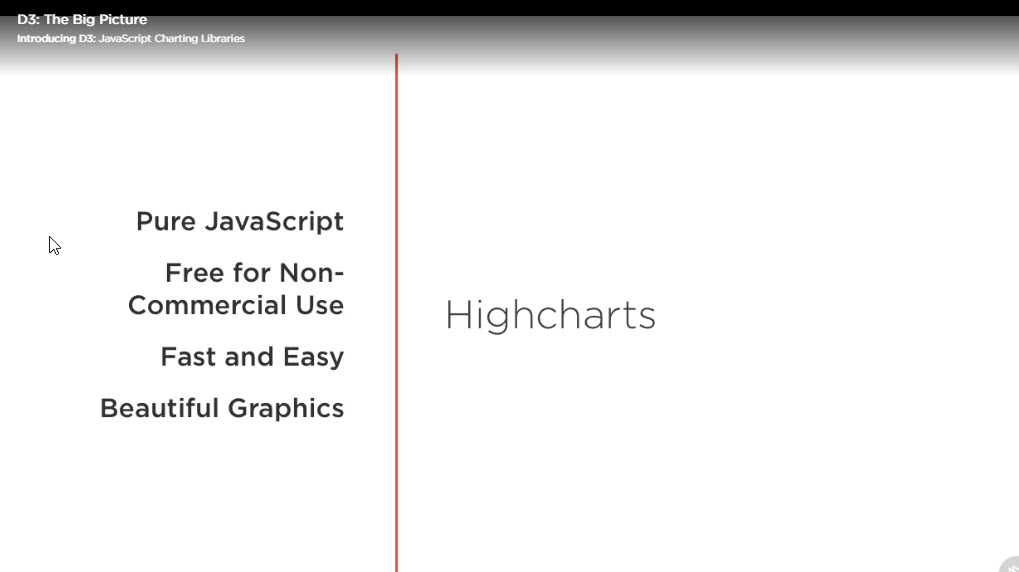 D3: The Big Picture
Introducing D3: JavaScript Charting Libraries
Pure JavaScript
Free for Non-
Commercial Use
Fast and Easy
Beautiful Graphics
Highcharts